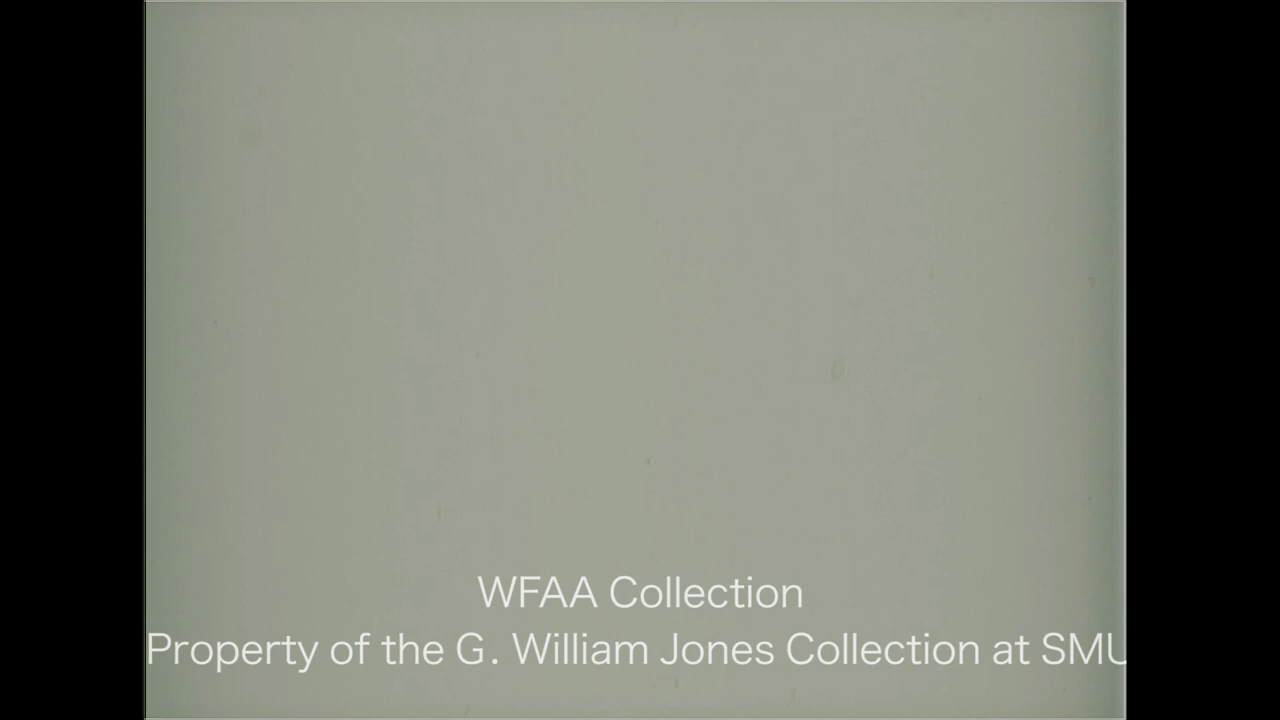 WFAA Collection
Property of the G. William Jones Collection at SMU